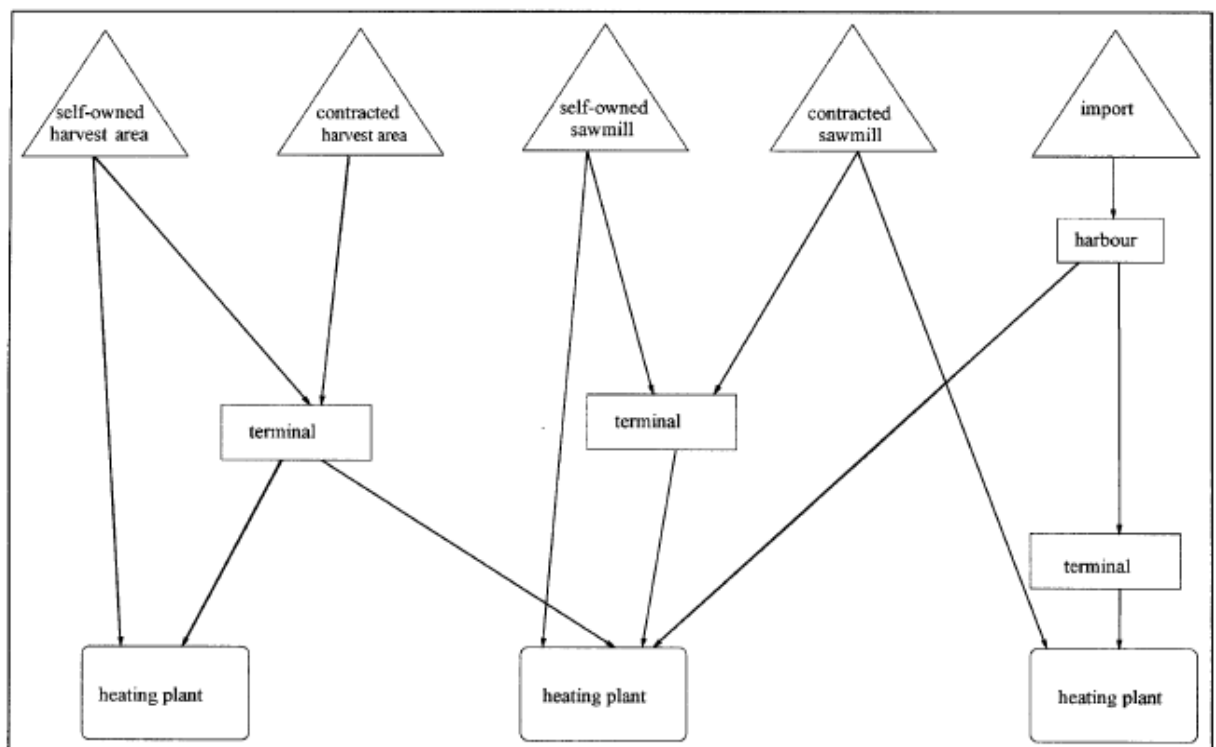 self-owned
harvest area
contracted
harvest area
self-owned
sawmill
contracted
sawmill
import
harbour
terminal
terminal
terminal
heating plant
heating plant
heating plant